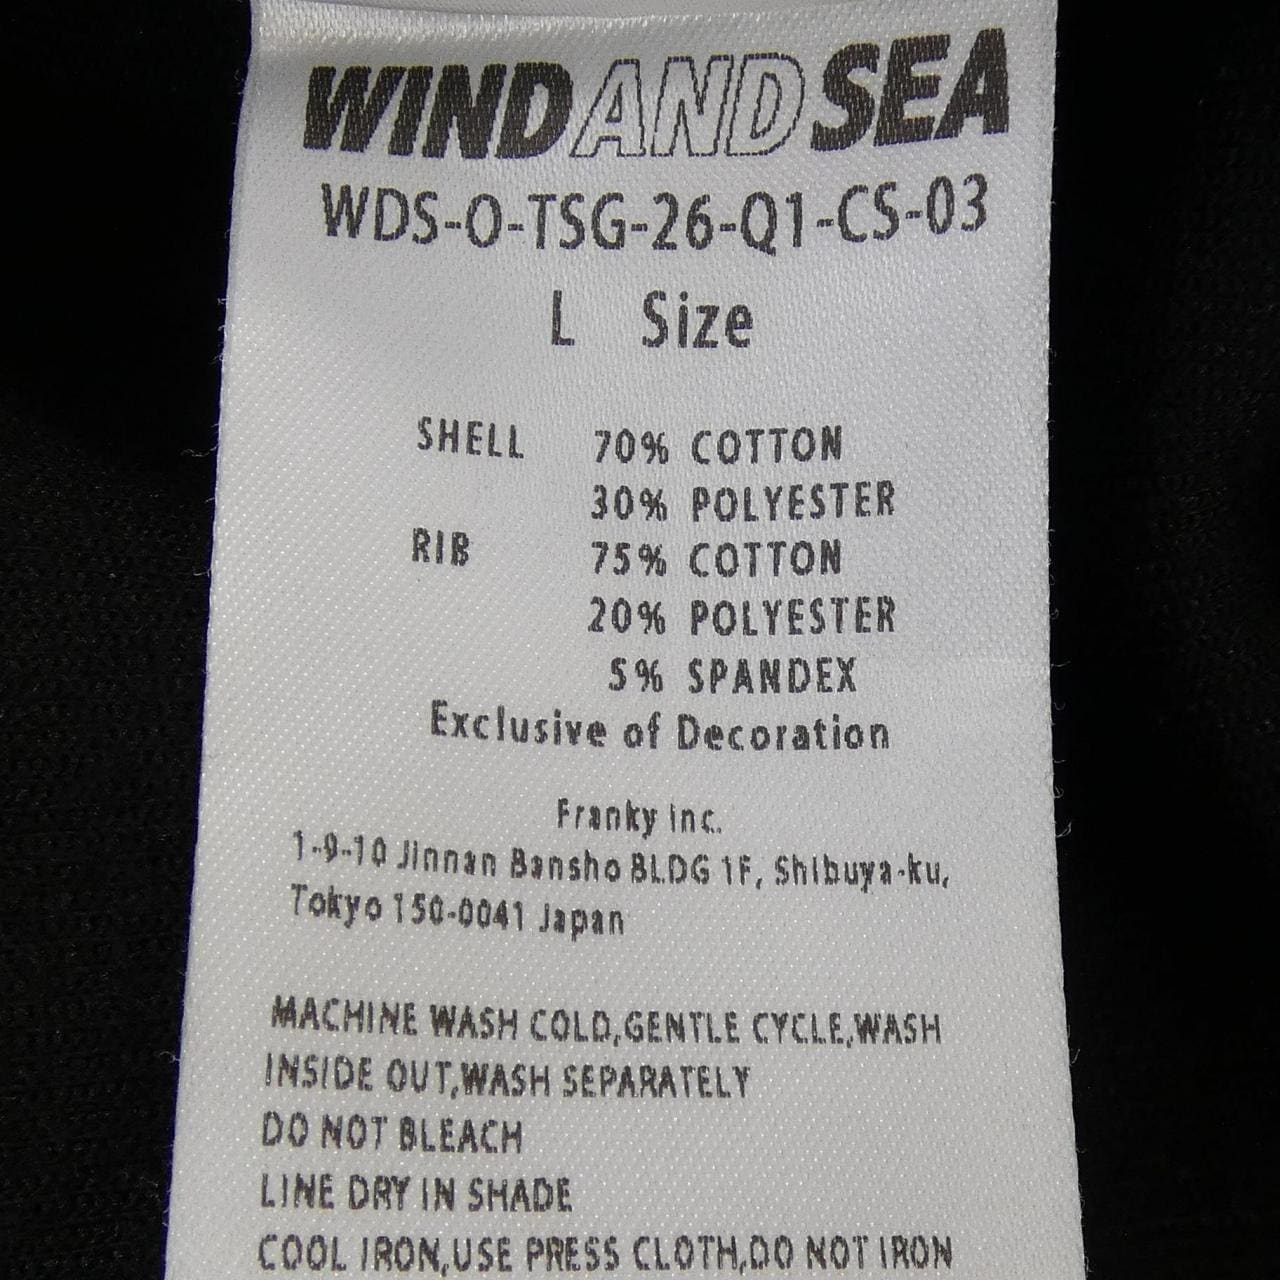 WIND AND SEA
WDS-O-TSG-26-Q1-CS-03
L Size
SHELL 70% COTTON
30% POLYESTER
RIB 75% COTTON
20% POLYESTER
5% SPANDEX
Exclusive of Decoration
Franky Inc.
1-9-10 Jinnan Bansho BLDG 1F, Shibuya-ku,
Tokyo 150-0041 Japan
MACHINE WASH COLD,GENTLE CYCLE,WASH
INSIDE OUT,WASH SEPARATELY
DO NOT BLEACH
LINE DRY IN SHADE
COOL IRON,USE PRESS CLOTH,DO NOT IRON